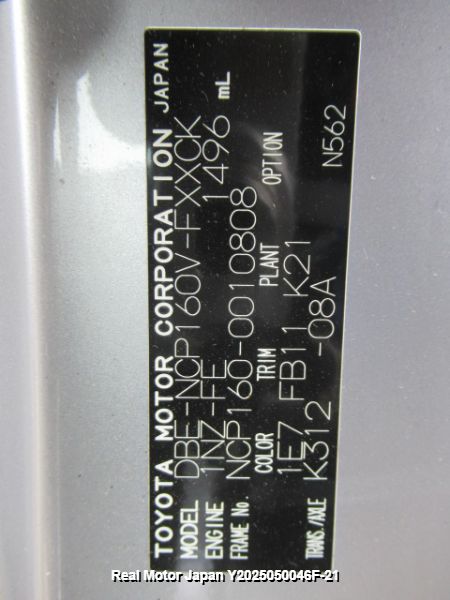 TOYOTA MOTOR CORPORATION JAPAN
MODEL DBE-NCP160V-FXXCK
ENGINE 1NZ-FE 1496 mL
FRAME No. NCP160-0010808
COLOR TRIM PLANT OPTION
1E7 FB11 K21
TRANS./AXLE K312 -08A N562
Real Motor Japan Y2025050046F-21